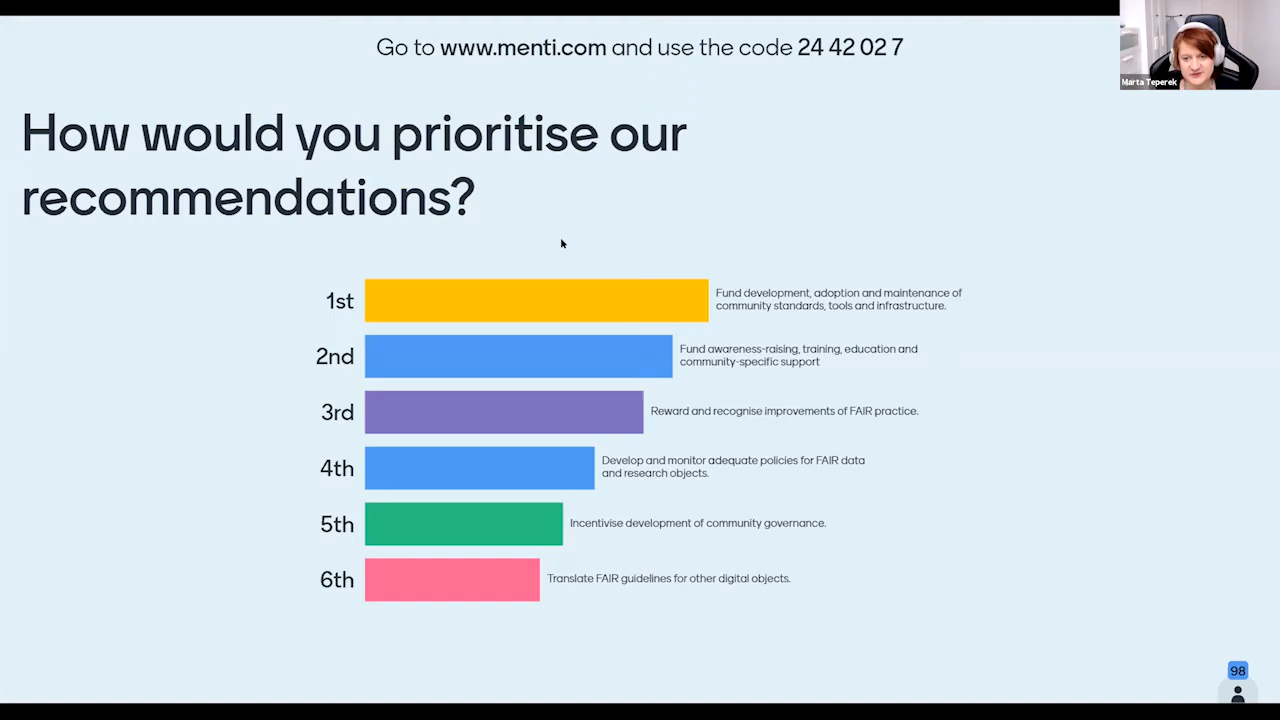 Go to www.menti.com and use the code 24 42 02 7
Marta Teperek
How would you prioritise our
recommendations?
1st
Fund development, adoption and maintenance of
community standards, tools and infrastructure.
2nd
Fund awareness-raising, training, education and
community-specific support
3rd
Reward and recognise improvements of FAIR practice.
4th
Develop and monitor adequate policies for FAIR data
and research objects.
5th
Incentivise development of community governance.
6th
Translate FAIR guidelines for other digital objects.
98